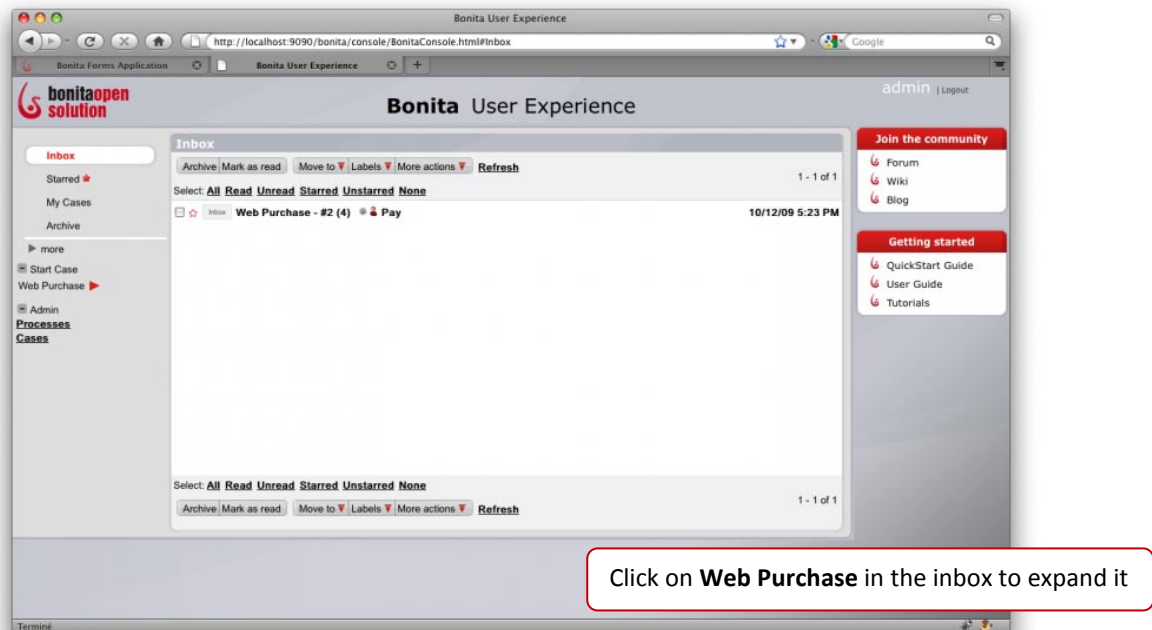 Bonita User Experience
http://localhost:9090/bonita/console/BonitaConsole.html#Inbox
Google
Bonita Forms Application
Bonita User Experience
+
bonitaopen
solution
Bonita User Experience
admin | Logout
Inbox
Starred
My Cases
Archive
more
Start Case
Web Purchase
Admin
Processes
Cases
Inbox
Archive Mark as read Move to Labels More actions Refresh
1 - 1 of 1
Select: All Read Unread Starred Unstarred None
Inbox Web Purchase - #2 (4) Pay 10/12/09 5:23 PM
Select: All Read Unread Starred Unstarred None
Archive Mark as read Move to Labels More actions Refresh
1 - 1 of 1
Join the community
Forum
Wiki
Blog
Getting started
QuickStart Guide
User Guide
Tutorials
Click on Web Purchase in the inbox to expand it
Terminé